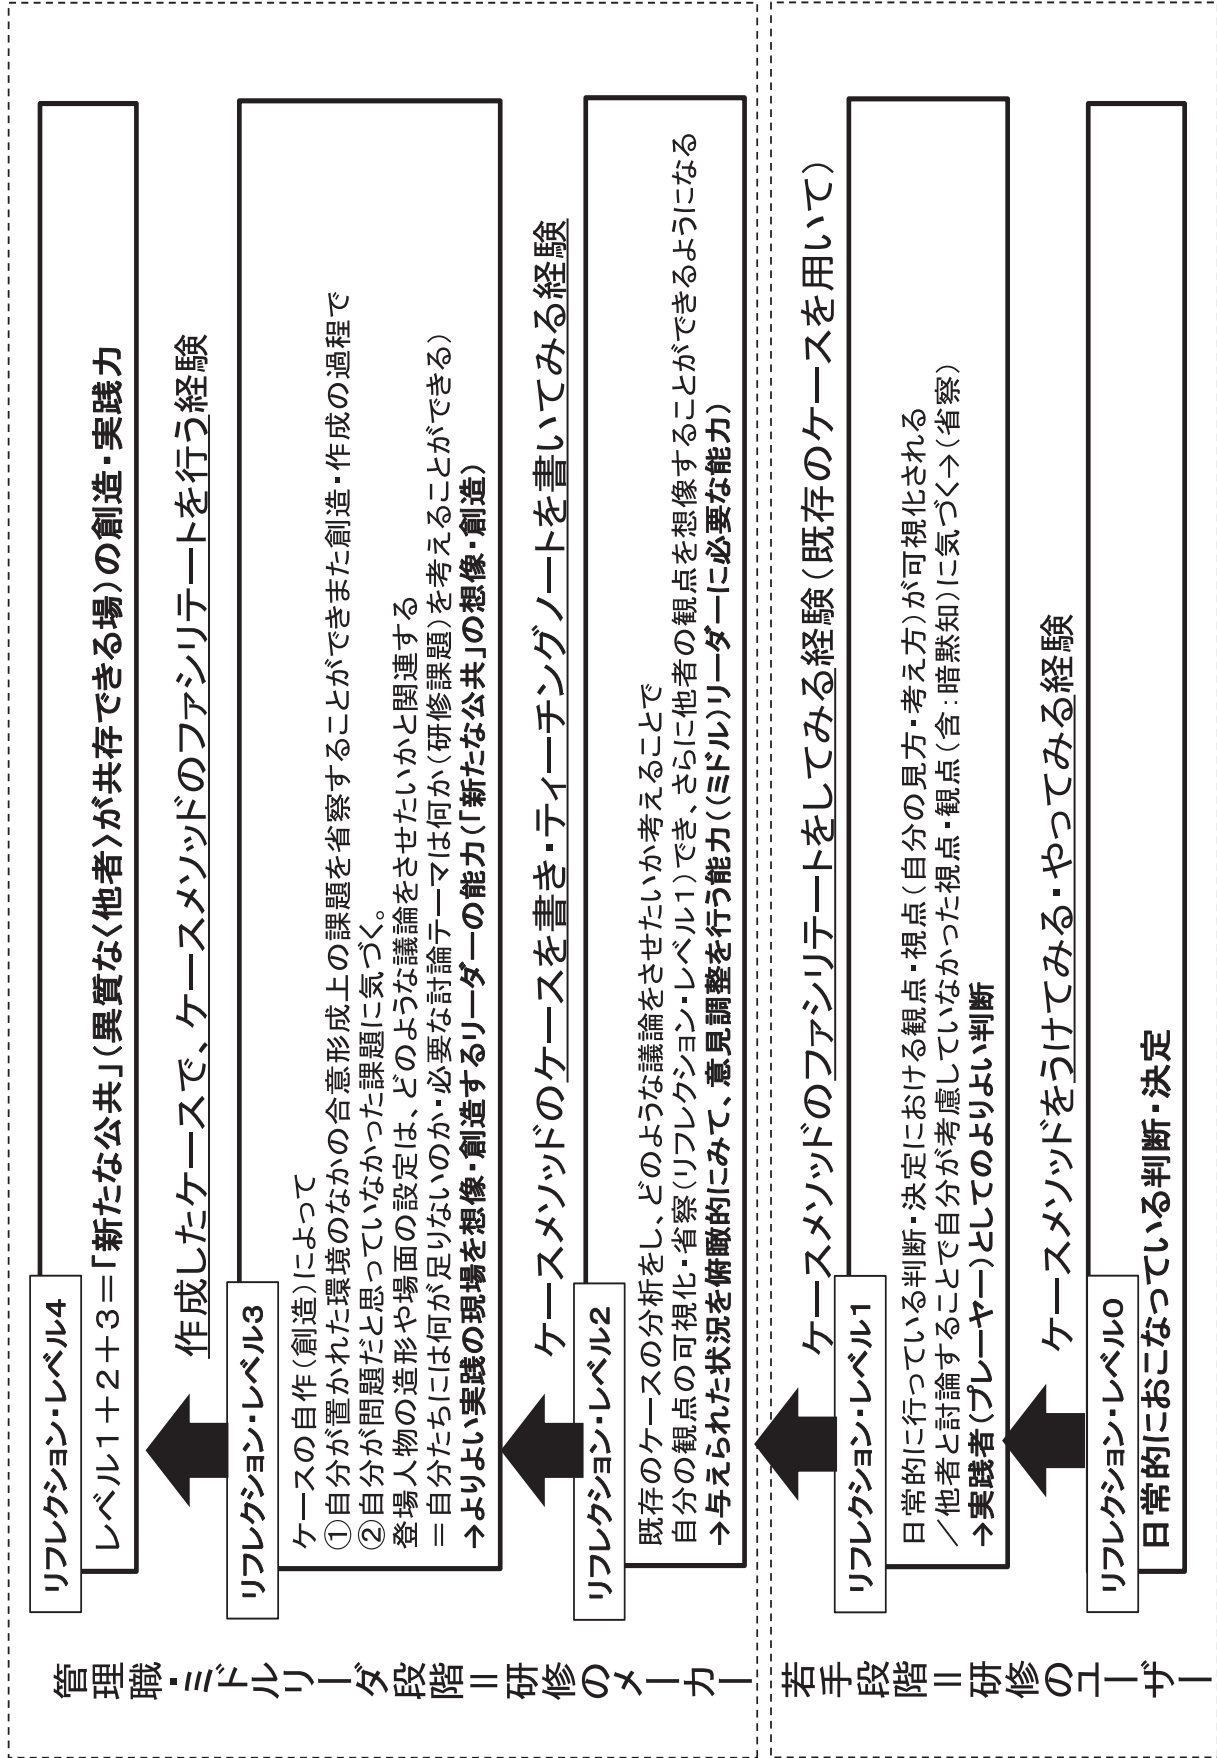 管理職・ミドルリーダ段階＝研修のメーカー
リフレクション・レベル4
レベル１＋２＋３＝「新たな公共」（異質な〈他者〉が共存できる場）の創造・実践力
作成したケースで、ケースメソッドのファシリテートを行う経験
リフレクション・レベル3
ケースの自作（創造）によって
①自分が置かれた環境のなかの合意形成上の課題を省察することができまた創造・作成の過程で
②自分が問題だと思っていなかった課題に気づく。
登場人物の造形や場面の設定は、どのような議論をさせたいかと関連する
＝自分たちには何が足りないのか・必要な討論テーマは何か（研修課題）を考えることができる）
→よりよい実践の現場を想像・創造するリーダーの能力（「新たな公共」の想像・創造）
ケースメソッドのケースを書き・ティーチングノートを書いてみる経験
リフレクション・レベル2
既存のケースの分析をし、どのような議論をさせたいか考えることで
自分の観点の可視化・省察（リフレクション・レベル１）でき、さらに他者の観点を想像することができるようになる
→与えられた状況を俯瞰的にみて、意見調整を行う能力（（ミドル）リーダーに必要な能力）
若手段階＝研修のユーザー
ケースメソッドのファシリテートをしてみる経験（既存のケースを用いて）
リフレクション・レベル1
日常的に行っている判断・決定における観点・視点（自分の見方・考え方）が可視化される
／他者と討論することで自分が考慮していなかった視点・観点（含：暗黙知）に気づく→（省察）
→実践者（プレーヤー）としてのよりよい判断
ケースメソッドをうけてみる・やってみる経験
リフレクション・レベル0
日常的におこなっている判断・決定